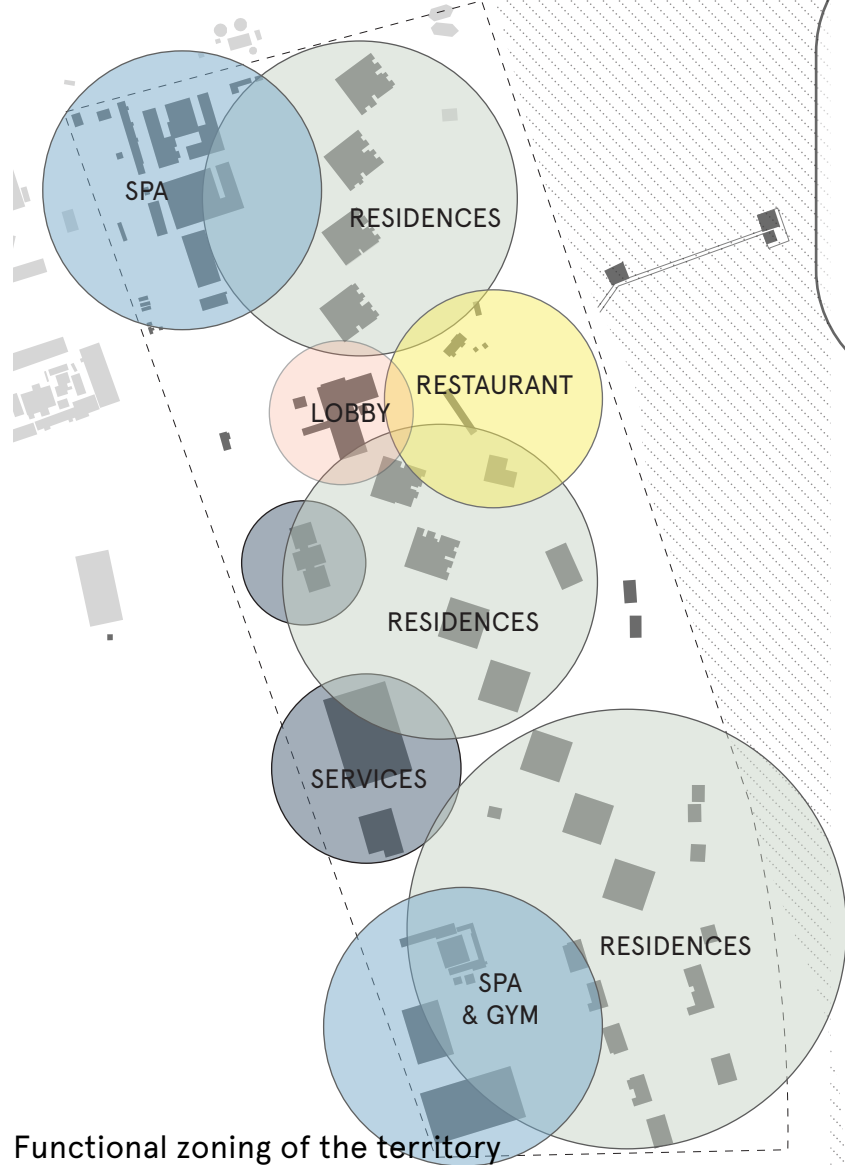 SPA
RESIDENCES
RESTAURANT
LOBBY
RESIDENCES
SERVICES
RESIDENCES
SPA
& GYM
Functional zoning of the territory